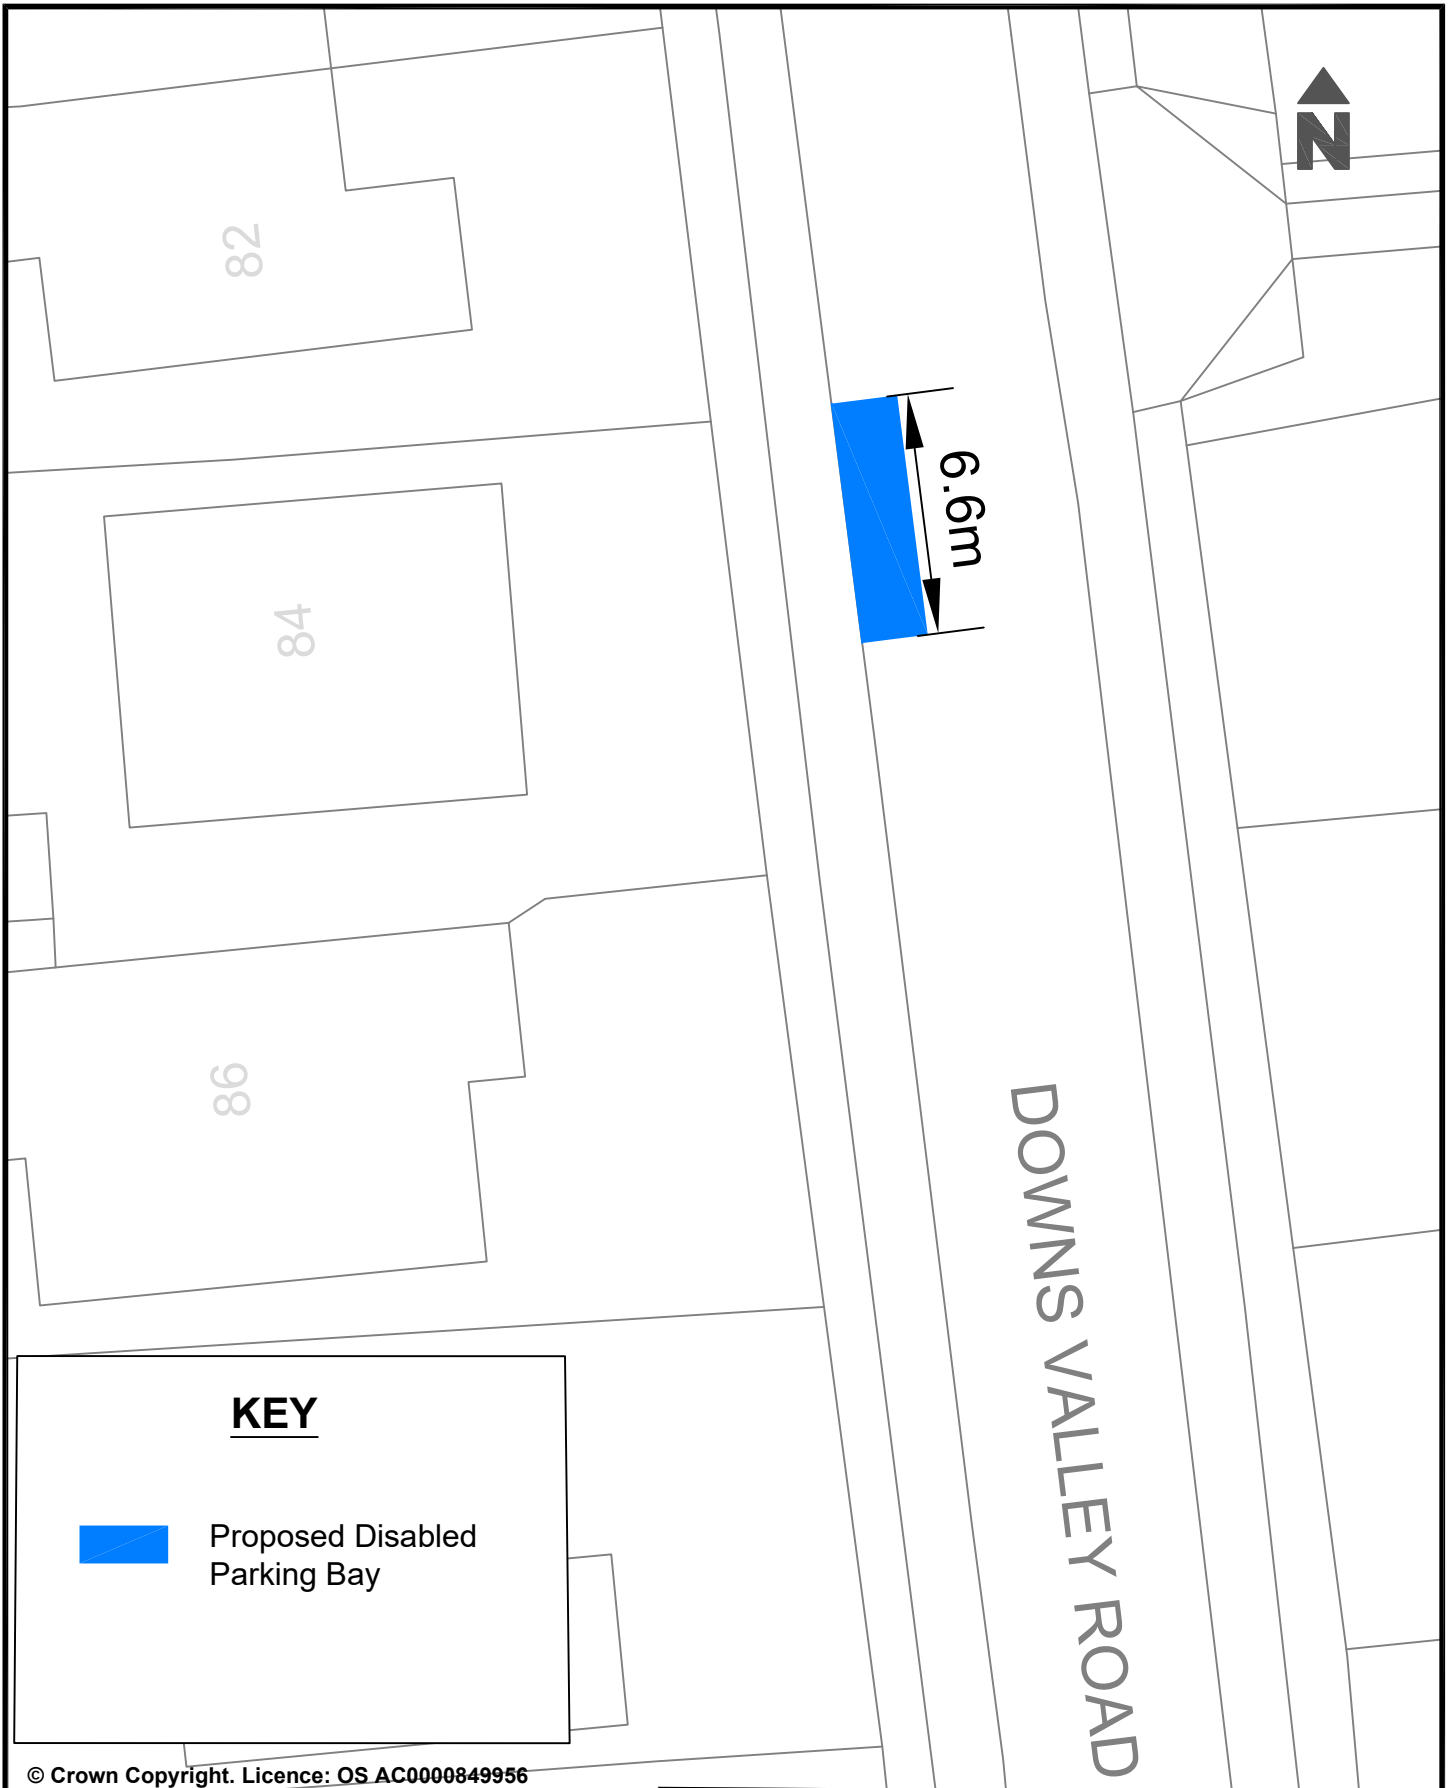 N
82
6.6m
84
86
DOWNS VALLEY ROAD
KEY
Proposed Disabled
Parking Bay
© Crown Copyright. Licence: OS AC0000849956